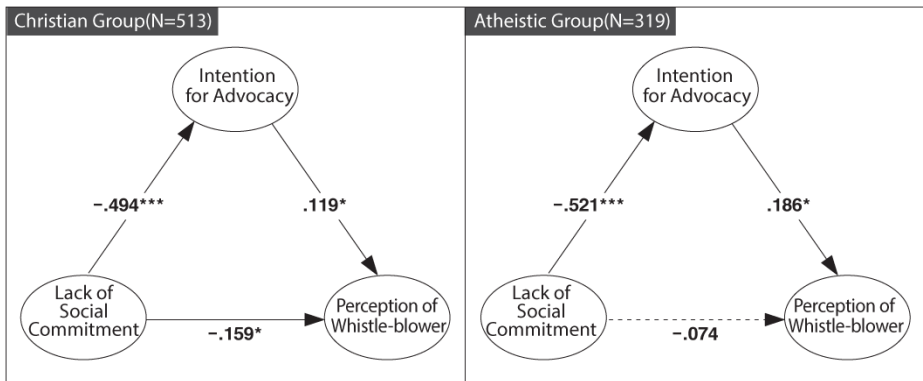 Christian Group(N=513)
Intention
for Advocacy
−.494***
.119*
Lack of
Social
Commitment
−.159*
Perception of
Whistle-blower
Atheistic Group(N=319)
Intention
for Advocacy
−.521***
.186*
Lack of
Social
Commitment
−.074
Perception of
Whistle-blower